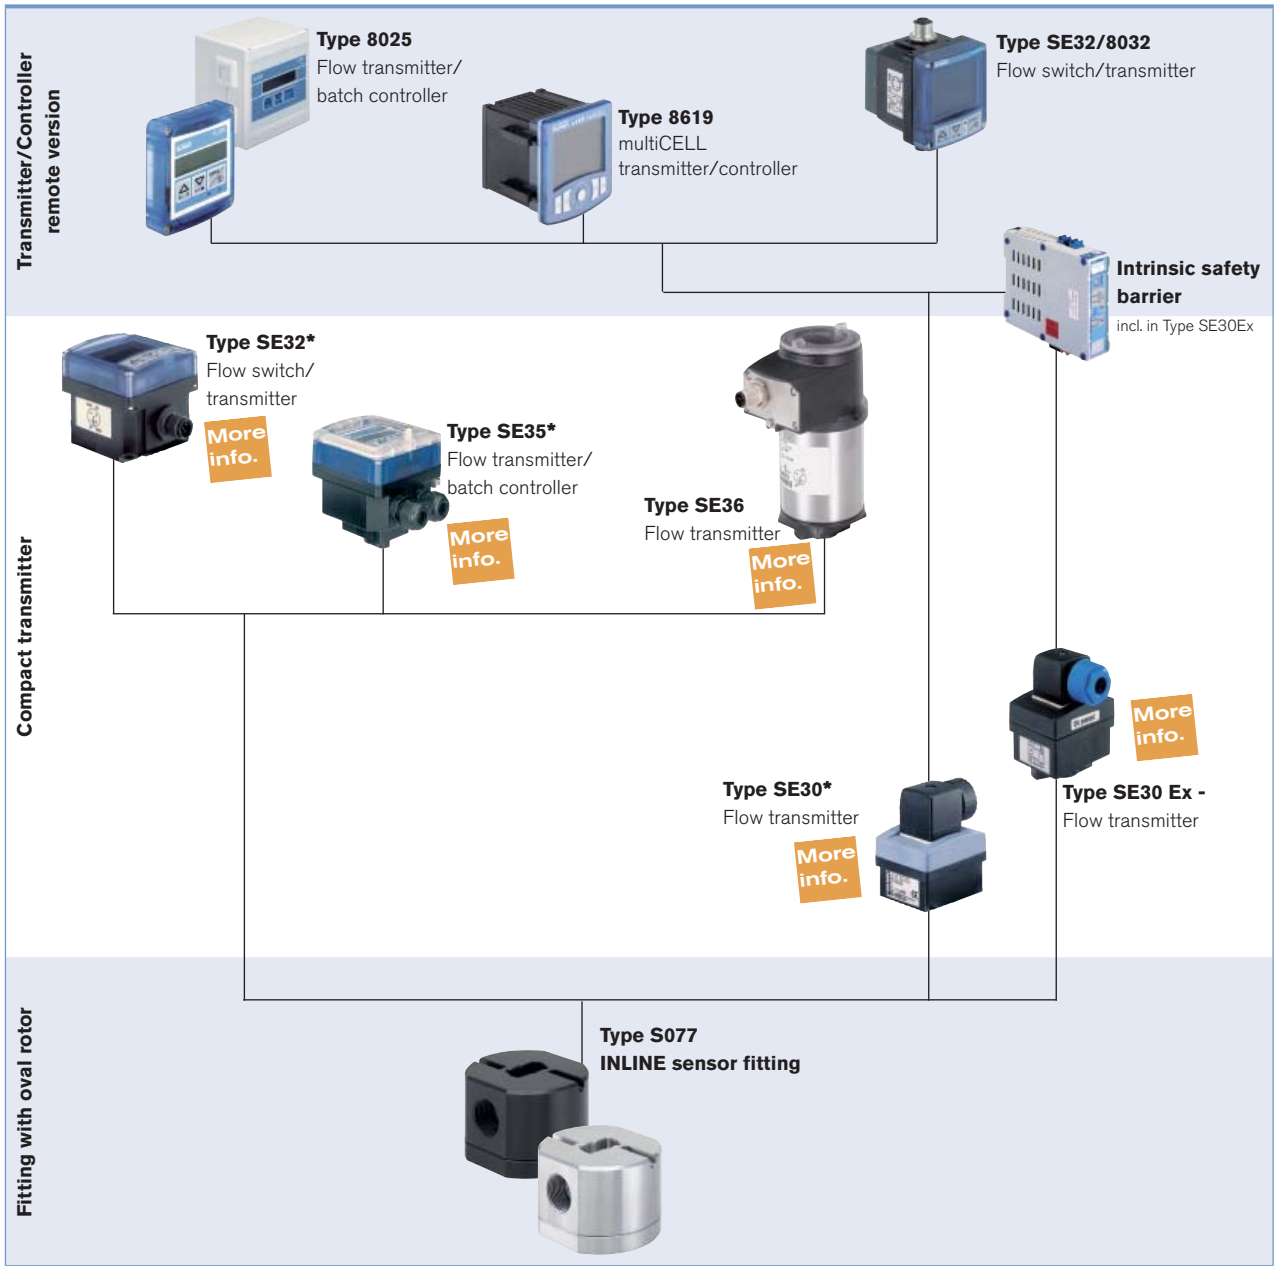 Transmitter/Controller
remote version
Type 8025
Flow transmitter/
batch controller
Type 8619
multiCELL
transmitter/controller
Type SE32/8032
Flow switch/transmitter
Intrinsic safety
barrier
incl. in Type SE30Ex
Compact transmitter
Type SE32*
Flow switch/
transmitter
More
info.
Type SE35*
Flow transmitter/
batch controller
More
info.
Type SE36
Flow transmitter
More
info.
Type SE30*
Flow transmitter
More
info.
More
info.
Type SE30 Ex -
Flow transmitter
Fitting with oval rotor
Type S077
INLINE sensor fitting